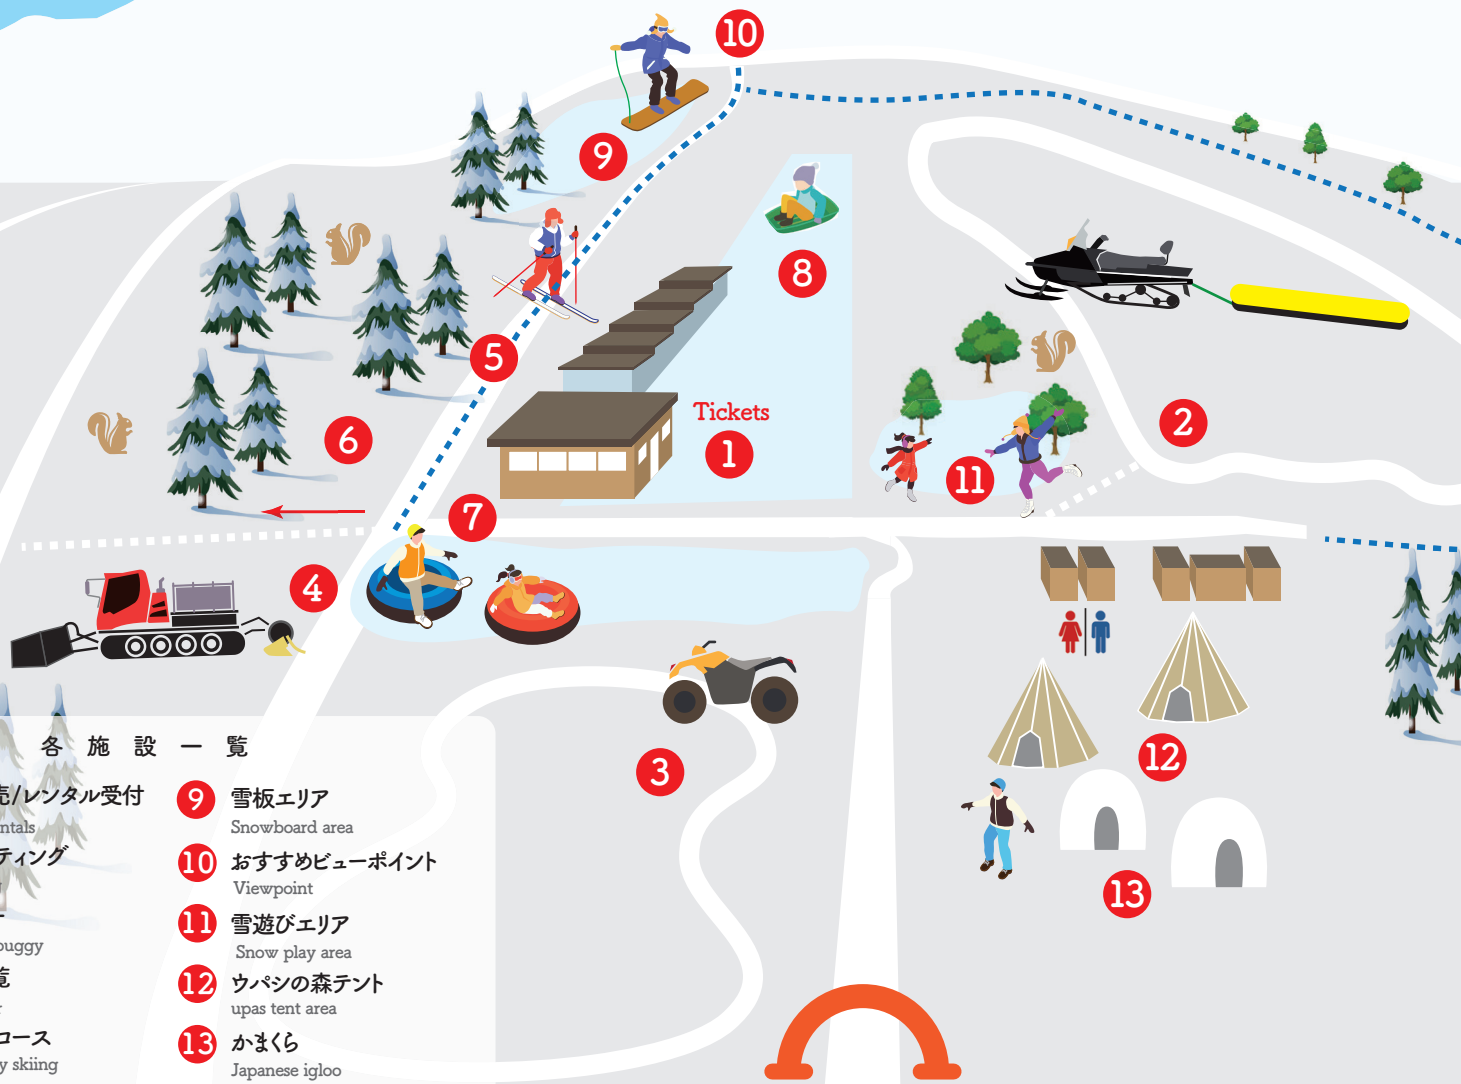 10
9
8
5
Tickets
1
2
6
11
7
4
12
3
13
各施設一覧
売/レンタル受付
ntals
ティング
buggy
覧
コース
y skiing
9 雪板エリア
Snowboard area
10 おすすめビューポイント
Viewpoint
11 雪遊びエリア
Snow play area
12 ウパシの森テント
upas tent area
13 かまくら
Japanese igloo